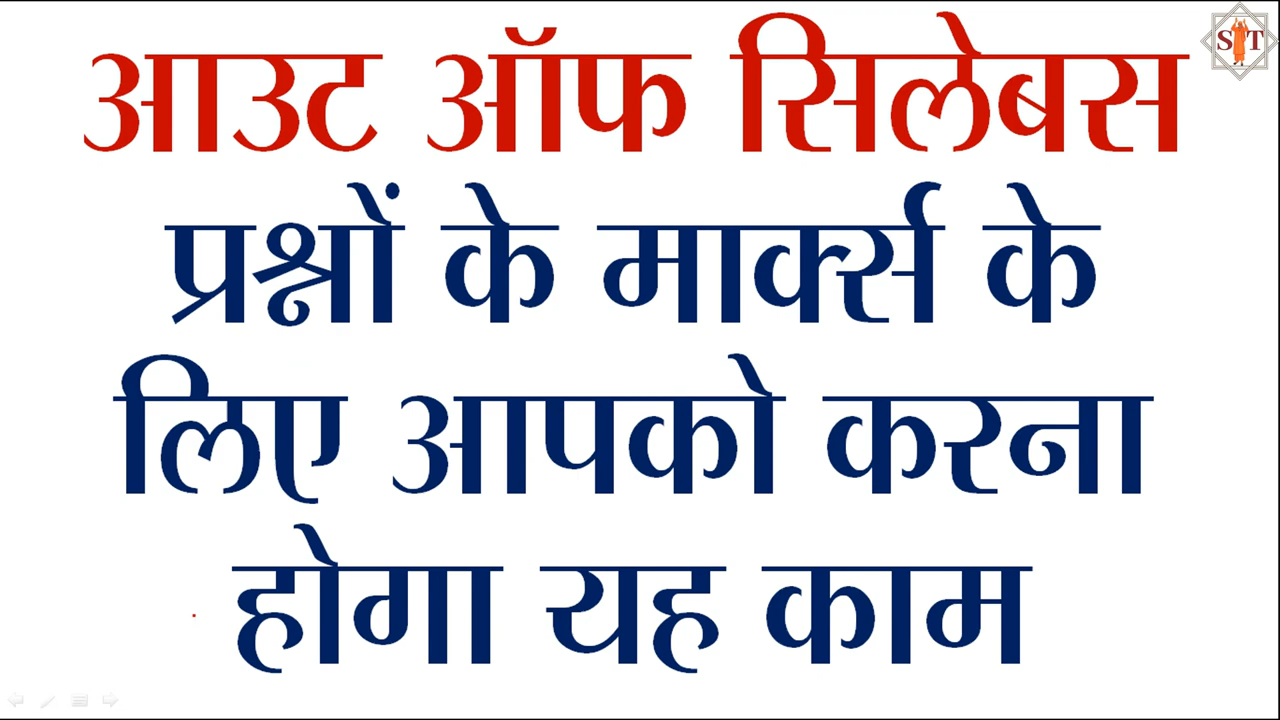 आउट ऑफ सिलेबस
प्रश्नों के मार्क्स के
लिए आपको करना
होगा यह काम
S T